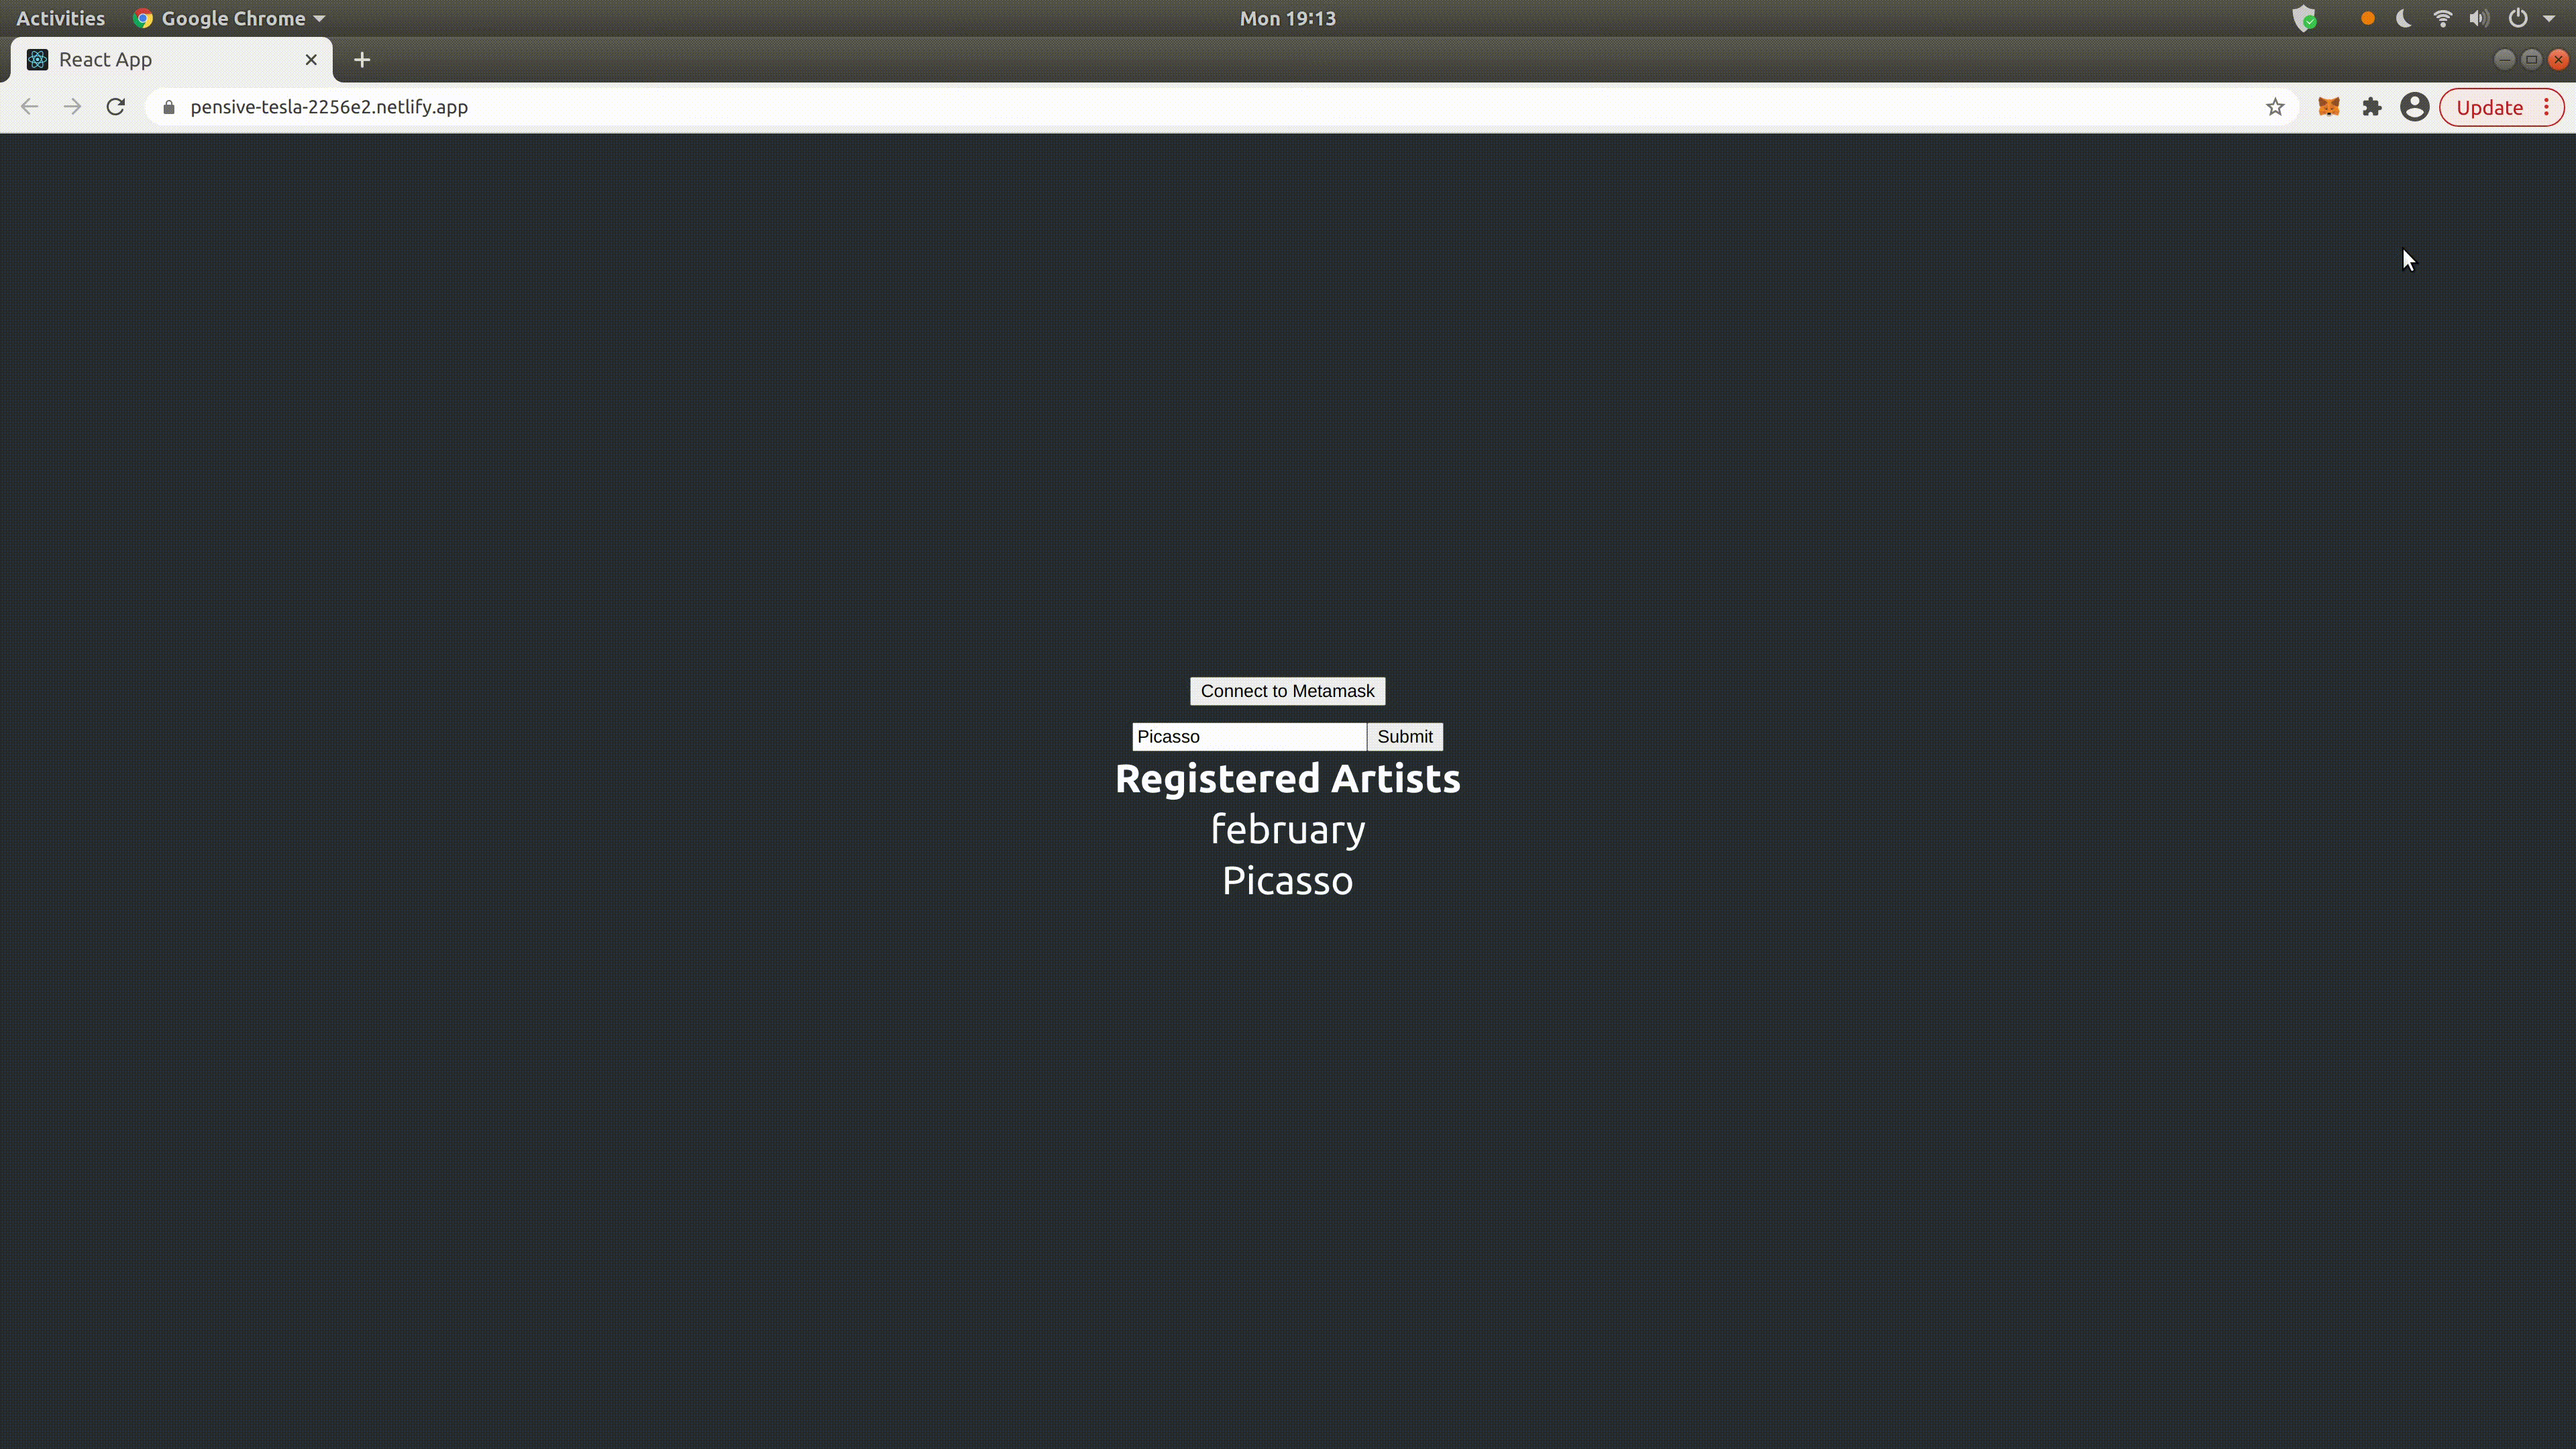 Activities Google Chrome Mon 19:13
React App
pensive-tesla-2256e2.netlify.app Update
Connect to Metamask
Picasso Submit
Registered Artists
february
Picasso